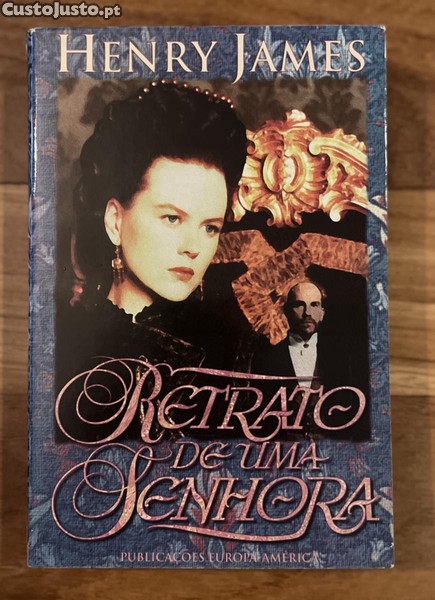 CustoJusto.pt
HENRY JAMES
RETRATO
DE UMA
SENHORA
PUBLICAÇÕES EUROPA-AMÉRICA